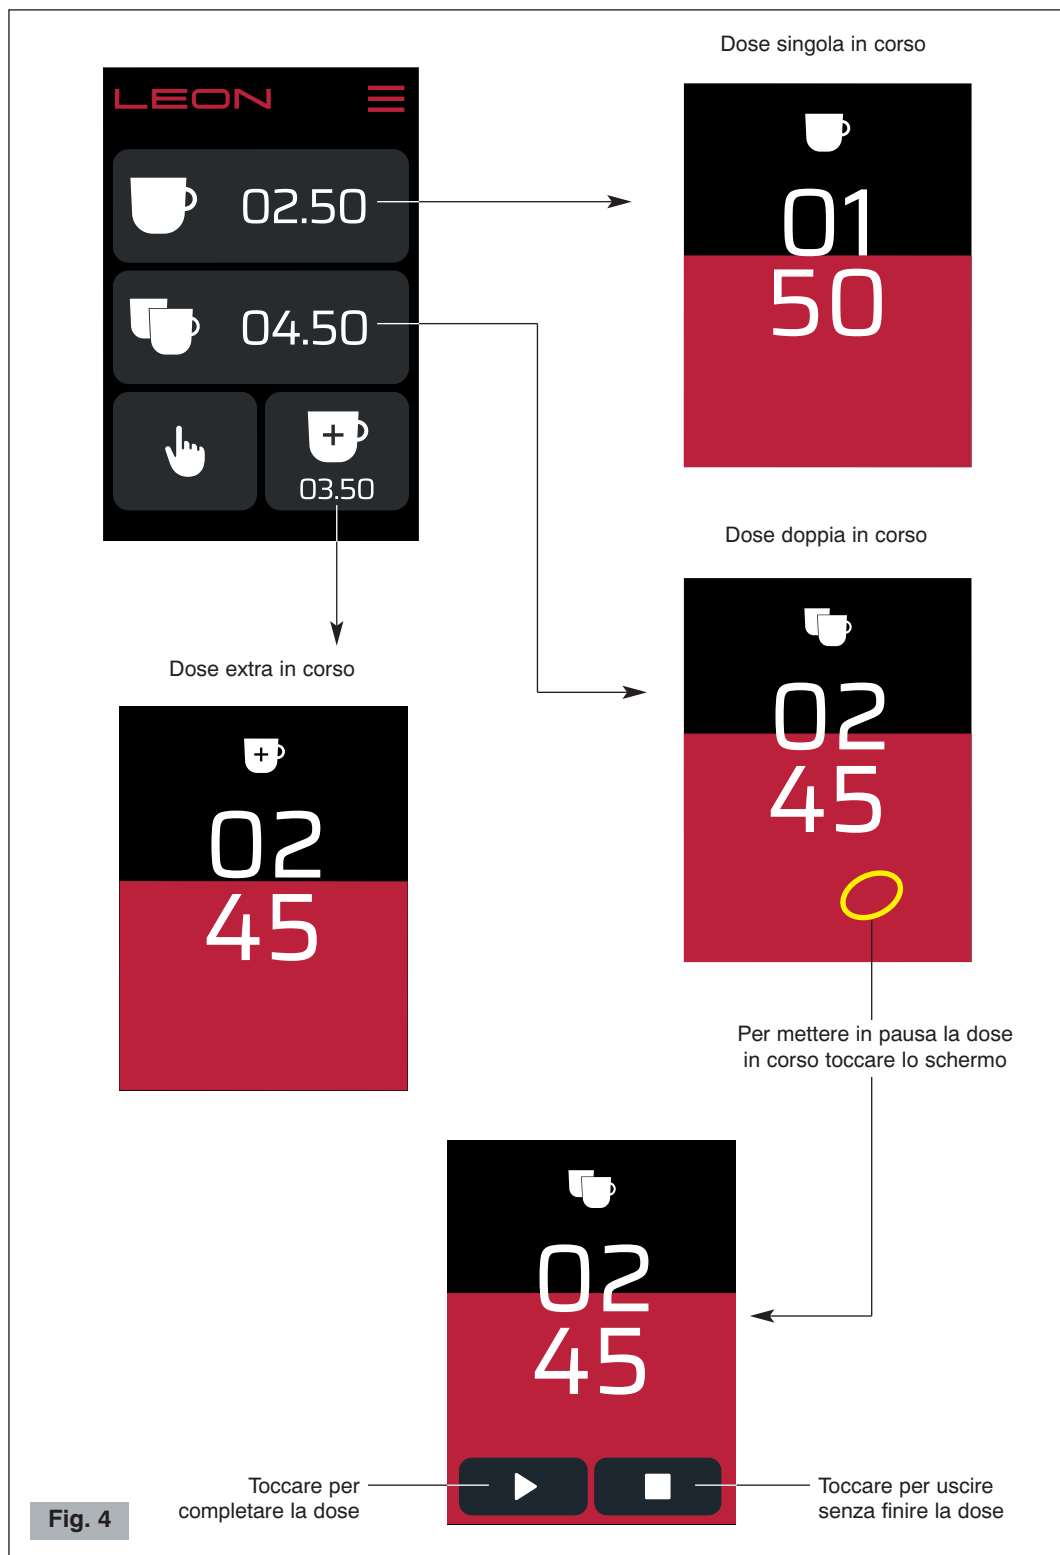 Dose singola in corso
LEON
02.50
01
50
04.50
03.50
Dose doppia in corso
Dose extra in corso
02
45
02
45
Per mettere in pausa la dose
in corso toccare lo schermo
02
45
Toccare per
completare la dose
Toccare per uscire
senza finire la dose
Fig. 4